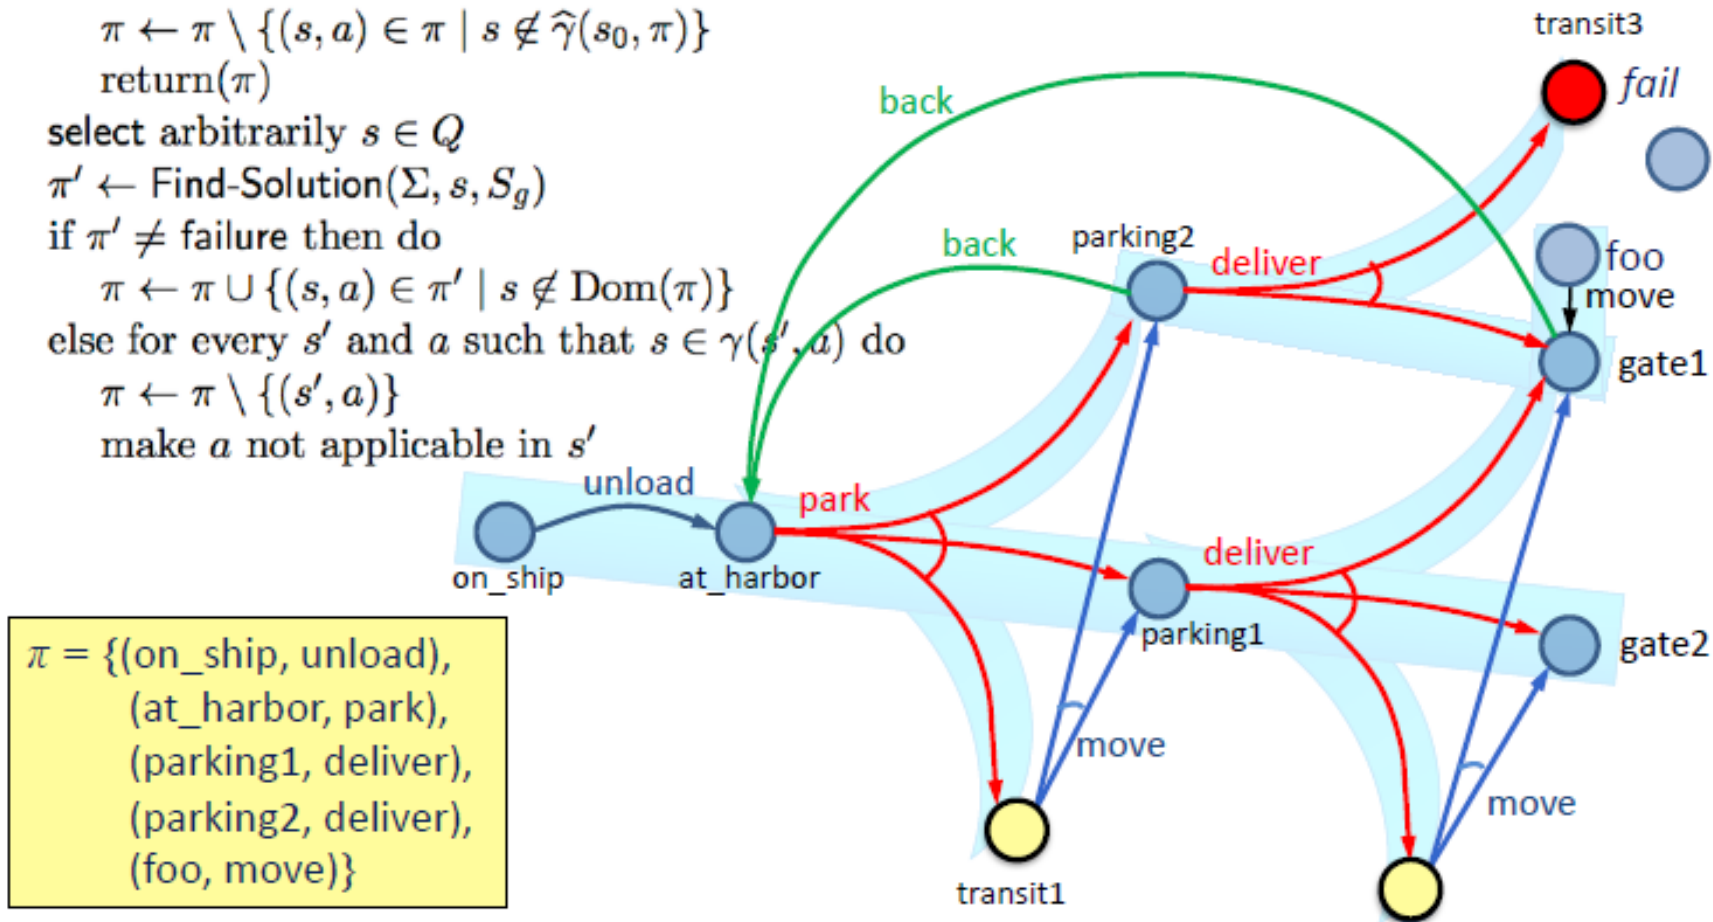 π ← π \ {(s, a) ∈ π | s ∉ γ̂(s₀, π)}
return(π)
select arbitrarily s ∈ Q
π′ ← Find-Solution(Σ, s, S_g)
if π′ ≠ failure then do
π ← π ∪ {(s, a) ∈ π′ | s ∉ Dom(π)}
else for every s′ and a such that s ∈ γ(s′, a) do
π ← π \ {(s′, a)}
make a not applicable in s′
transit3
fail
back
back
parking2
deliver
foo
move
gate1
unload
park
on_ship
at_harbor
deliver
parking1
gate2
move
move
transit1
π = {(on_ship, unload),
(at_harbor, park),
(parking1, deliver),
(parking2, deliver),
(foo, move)}